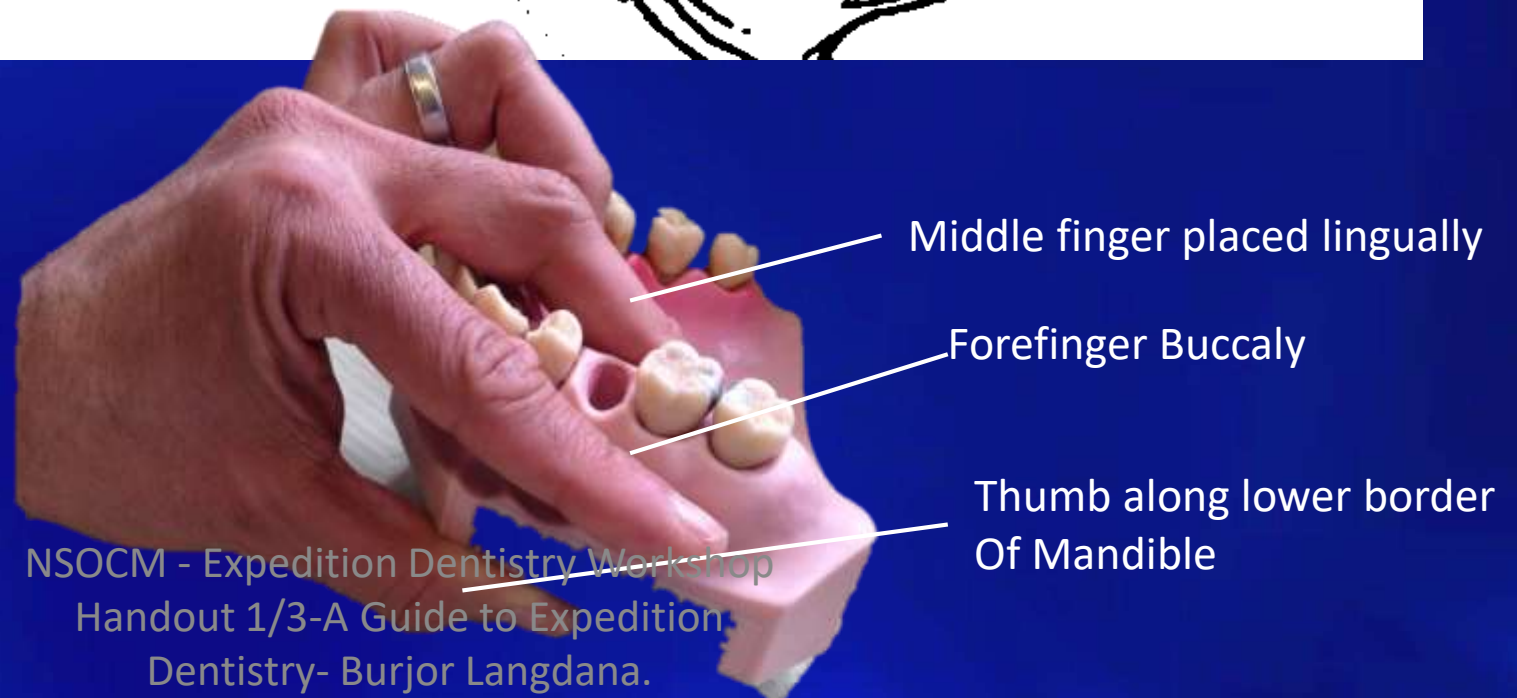 Middle finger placed lingually
Forefinger Buccaly
Thumb along lower border
Of Mandible
NSOCM - Expedition Dentistry Workshop
Handout 1/3-A Guide to Expedition
Dentistry- Burjor Langdana.